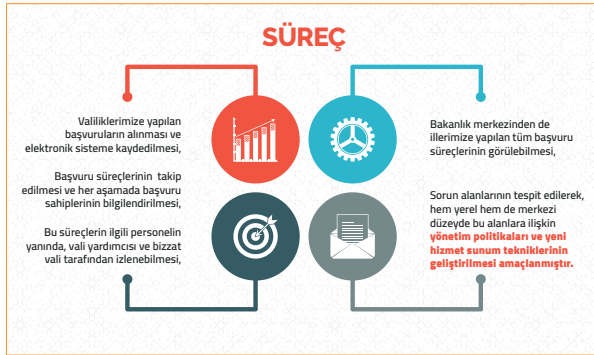 SÜREÇ
Valiliklerimize yapılan
başvuruların alınması ve
elektronik sisteme kaydedilmesi,
Başvuru süreçlerinin takip
edilmesi ve her aşamada başvuru
sahiplerinin bilgilendirilmesi,
Bu süreçlerin ilgili personelin
yanında, vali yardımcısı ve bizzat
vali tarafından izlenebilmesi,
Bakanlık merkezinden de
illerimize yapılan tüm başvuru
süreçlerinin görülebilmesi,
Sorun alanlarının tespit edilerek,
hem yerel hem de merkezi
düzeyde bu alanlara ilişkin
yönetim politikaları ve yeni
hizmet sunum tekniklerinin
geliştirilmesi amaçlanmıştır.